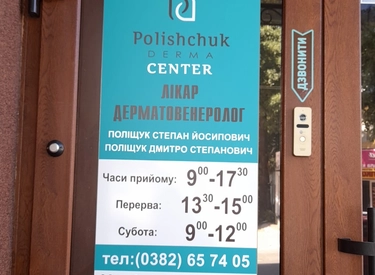 Polishchuk
DERMA
CENTER
ЛІКАР
ДЕРМАТОВЕНЕРОЛОГ
ПОЛІЩУК СТЕПАН ЙОСИПОВИЧ
ПОЛІЩУК ДМИТРО СТЕПАНОВИЧ
Часи прийому: 9⁰⁰-17³⁰
Перерва: 13³⁰-15⁰⁰
Субота: 9⁰⁰-12⁰⁰
тел:(0382) 65 74 05
ДЗВОНИТИ